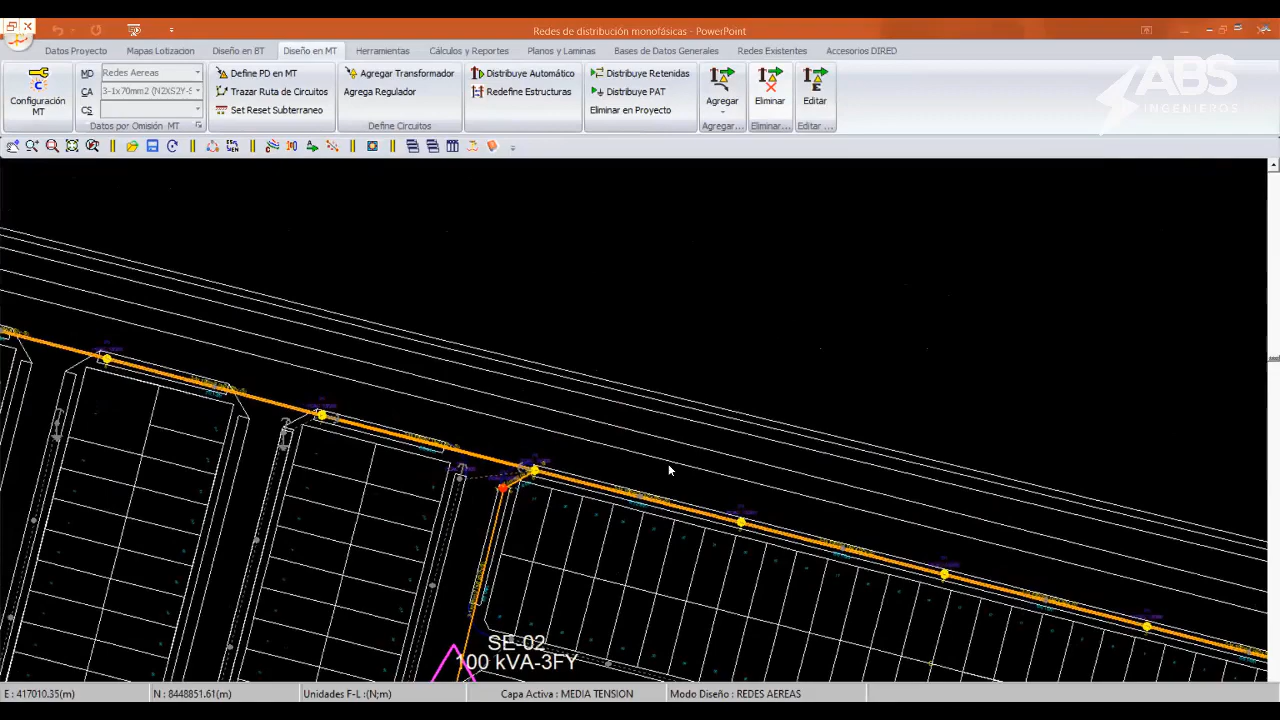 Redes de distribución monofásicas - PowerPoint
Datos Proyecto
Mapas Lotizacion
Diseño en BT
Diseño en MT
Herramientas
Cálculos y Reportes
Planos y Laminas
Bases de Datos Generales
Redes Existentes
Accesorios DIRED
Configuración
MT
MD Redes Aereas
CA 3-1x70mm2 (N2XS2Y-S
CS
Datos por Omisión MT
Define PD en MT
Trazar Ruta de Circuitos
Set Reset Subterraneo
Agregar Transformador
Agrega Regulador
Define Circuitos
Distribuye Automático
Redefine Estructuras
Distribuye Retenidas
Distribuye PAT
Eliminar en Proyecto
Agregar
Agregar...
Eliminar
Eliminar...
Editar
Editar ...
ABS
INGENIEROS
SE-02
100 kVA-3FY
E : 417010.35(m)
N : 8448851.61(m)
Unidades F-L :(N;m)
Capa Activa : MEDIA TENSION
Modo Diseño : REDES AEREAS